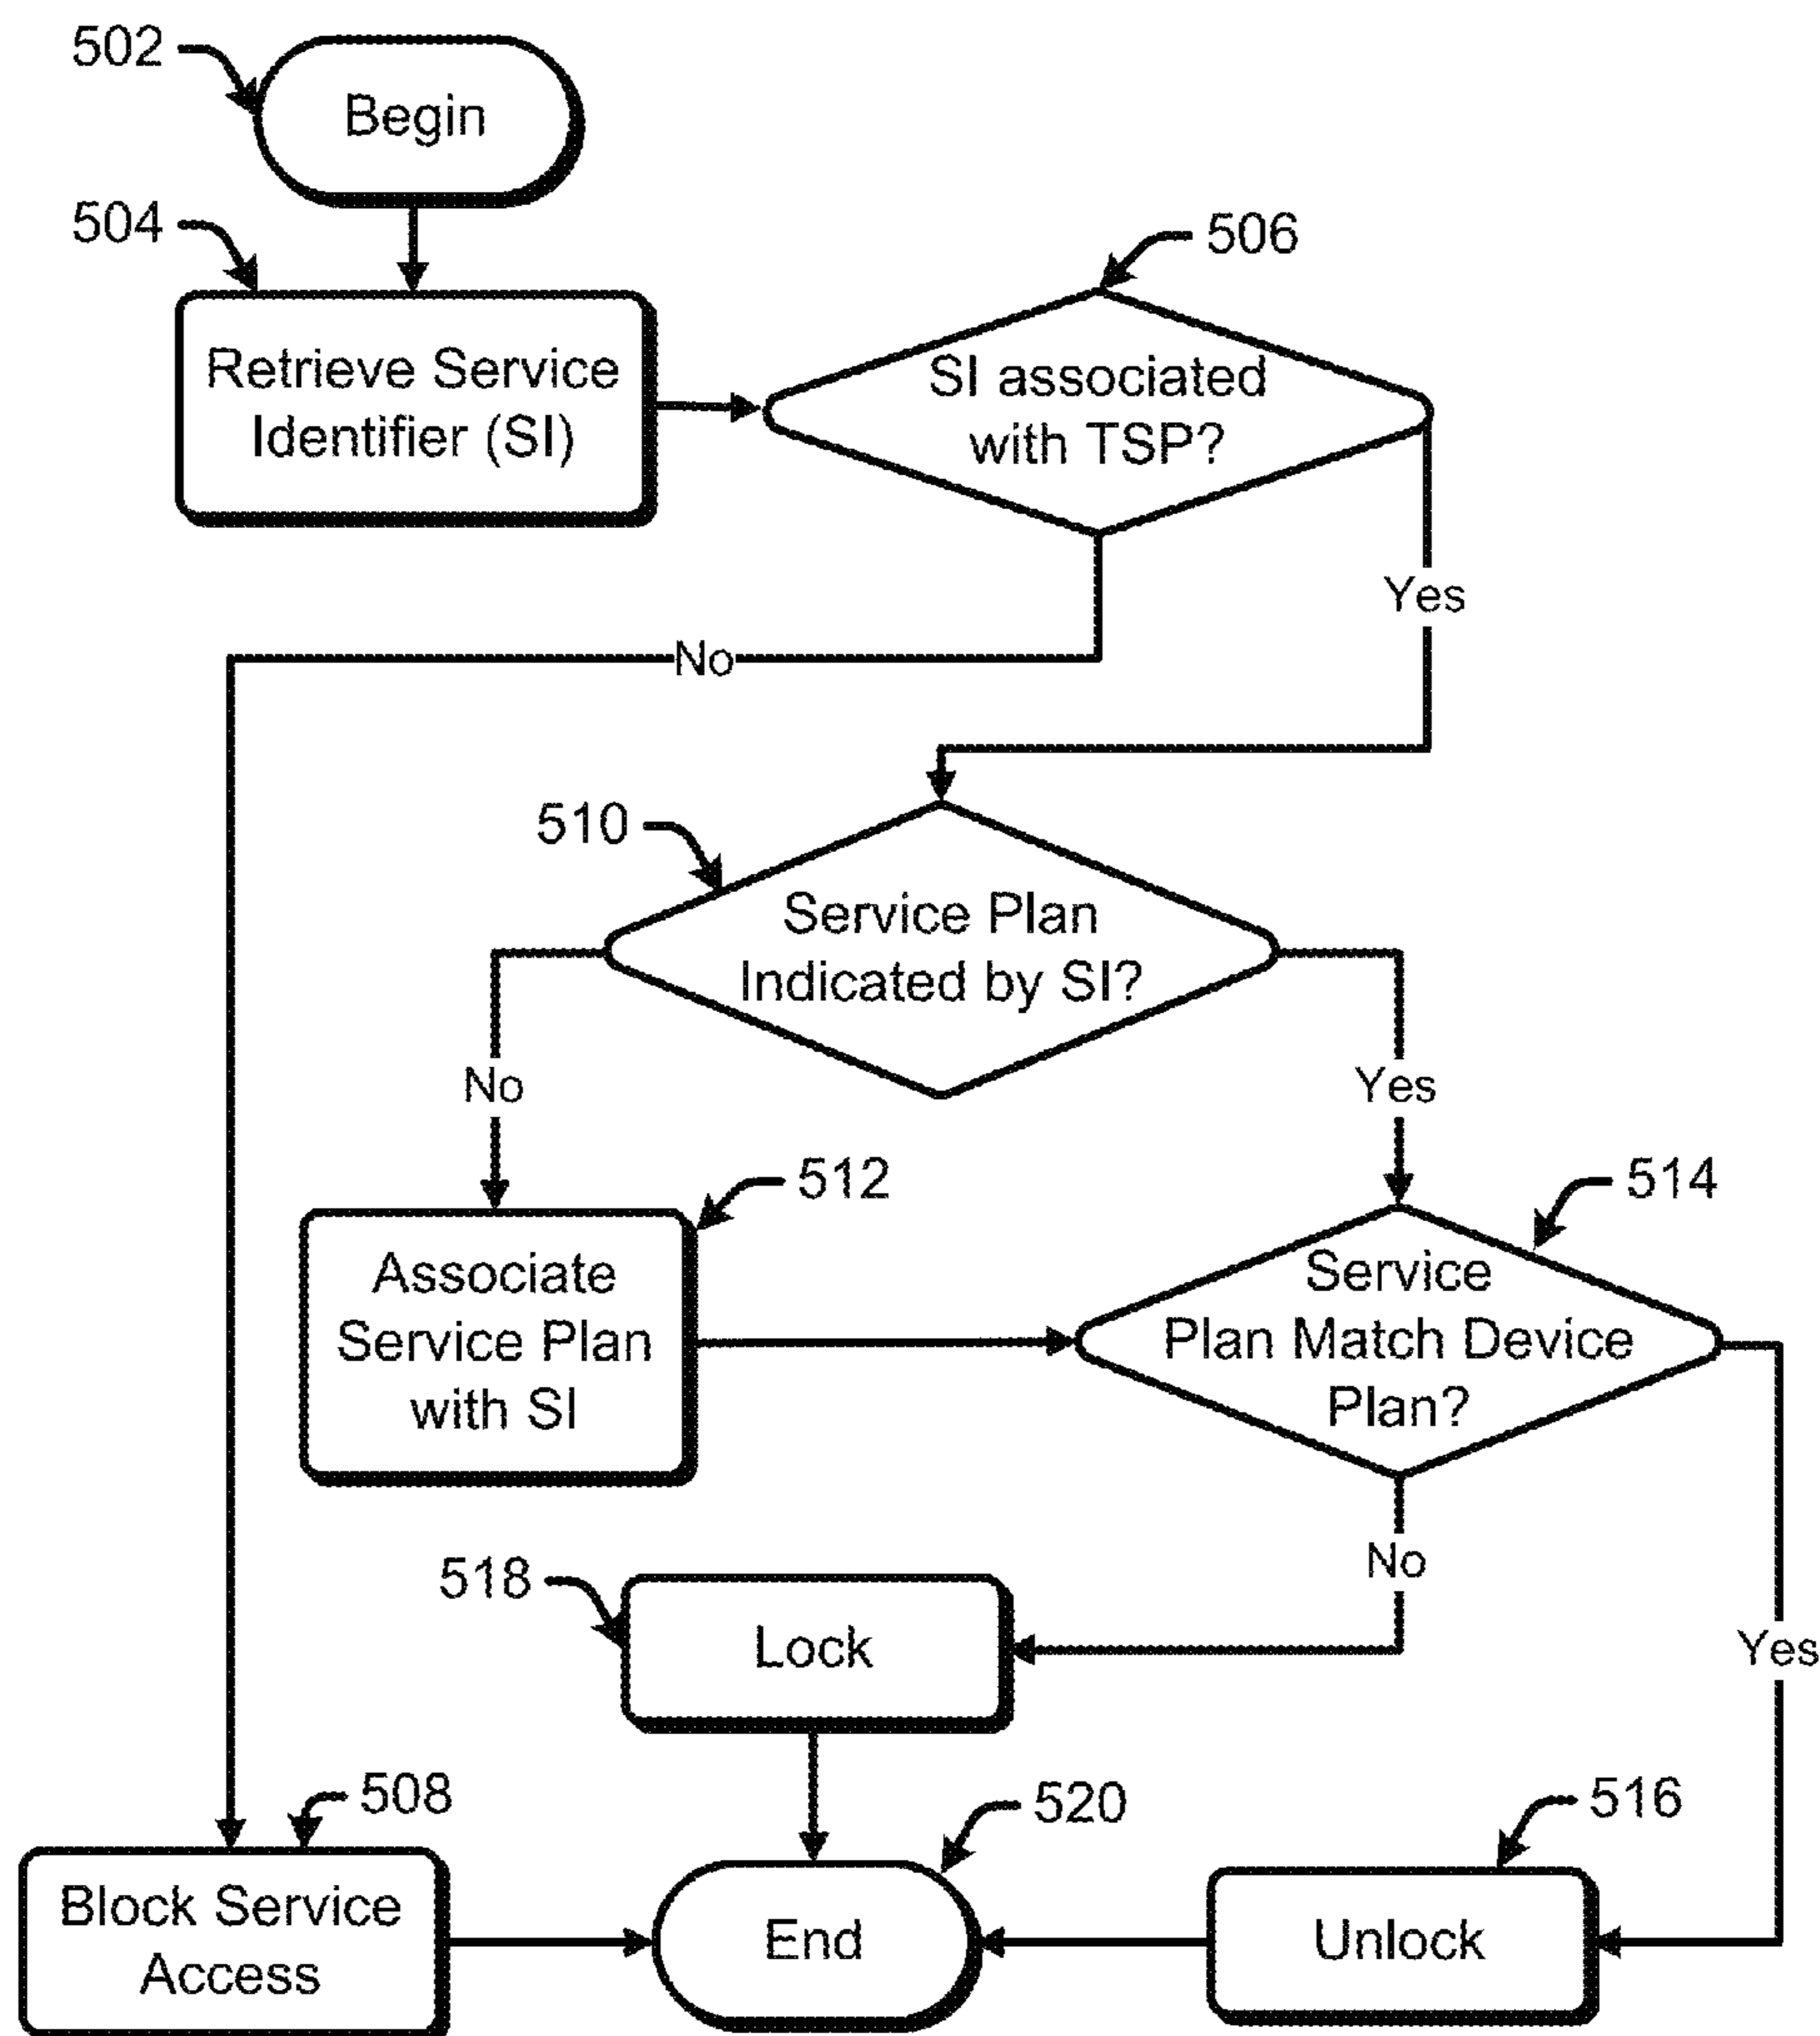 502
Begin
504
Retrieve Service
Identifier (SI)
506
SI associated
with TSP?
Yes
No
510
Service Plan
Indicated by SI?
No
Yes
512
Associate
Service Plan
with SI
514
Service
Plan Match Device
Plan?
No
Yes
518
Lock
508
Block Service
Access
520
End
516
Unlock